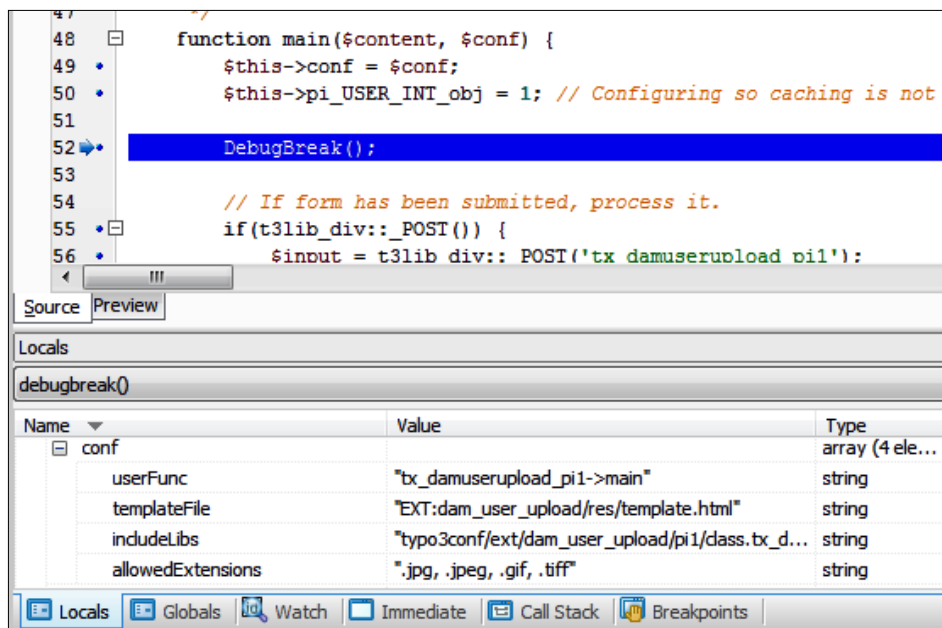 47 */
48 function main($content, $conf) {
49 $this->conf = $conf;
50 $this->pi_USER_INT_obj = 1; // Configuring so caching is not
51
52 DebugBreak();
53
54 // If form has been submitted, process it.
55 if(t3lib_div::_POST()) {
56 $input = t3lib_div::_POST('tx_damuserupload_pi1');
Source Preview
Locals
debugbreak()
Name Value Type
conf array (4 ele...
userFunc "tx_damuserupload_pi1->main" string
templateFile "EXT:dam_user_upload/res/template.html" string
includeLibs "typo3conf/ext/dam_user_upload/pi1/class.tx_d... string
allowedExtensions ".jpg, .jpeg, .gif, .tiff" string
Locals Globals Watch Immediate Call Stack Breakpoints